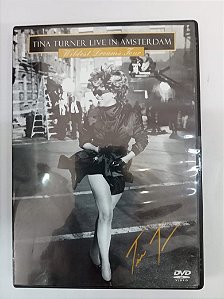 TINA TURNER LIVE IN AMSTERDAM
Wildest Dreams Tour
DVD
VIDEO